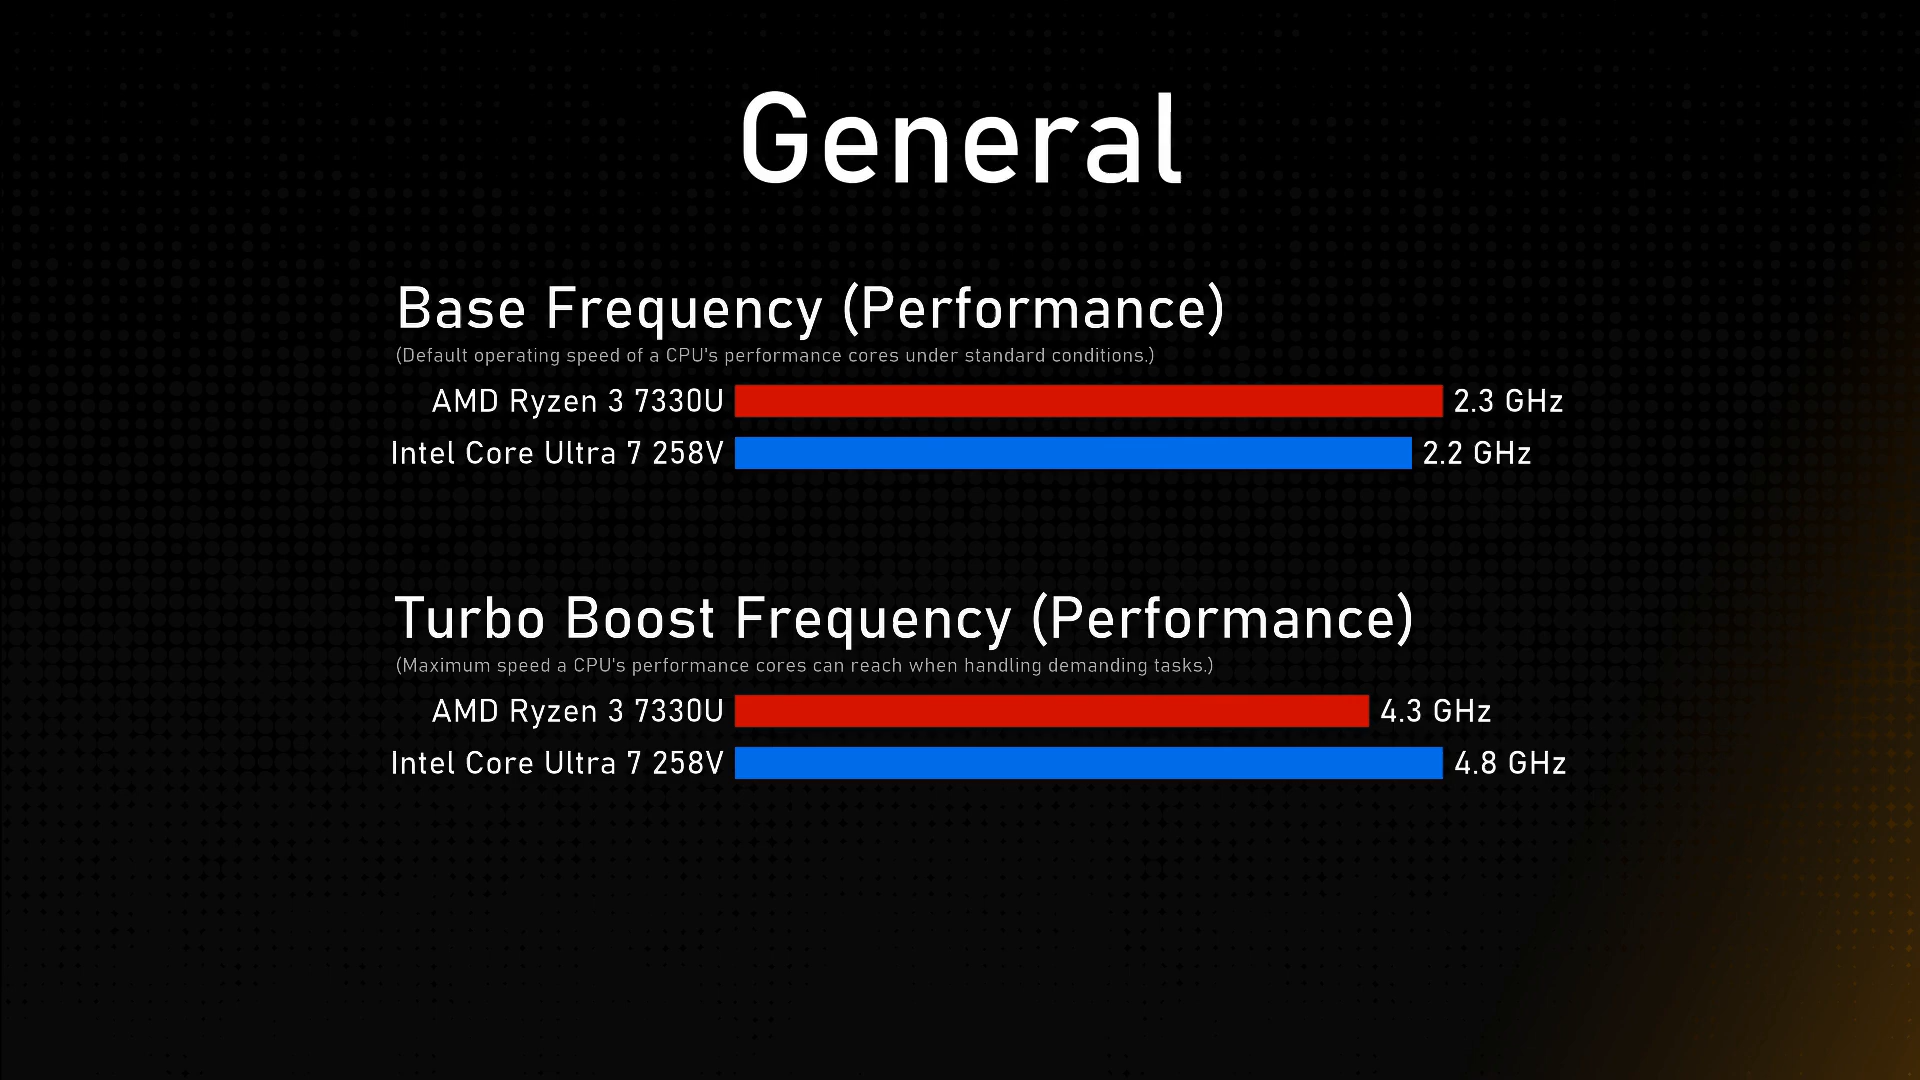 General
Base Frequency (Performance)
(Default operating speed of a CPU's performance cores under standard conditions.)
AMD Ryzen 3 7330U 2.3 GHz
Intel Core Ultra 7 258V 2.2 GHz
Turbo Boost Frequency (Performance)
(Maximum speed a CPU's performance cores can reach when handling demanding tasks.)
AMD Ryzen 3 7330U 4.3 GHz
Intel Core Ultra 7 258V 4.8 GHz